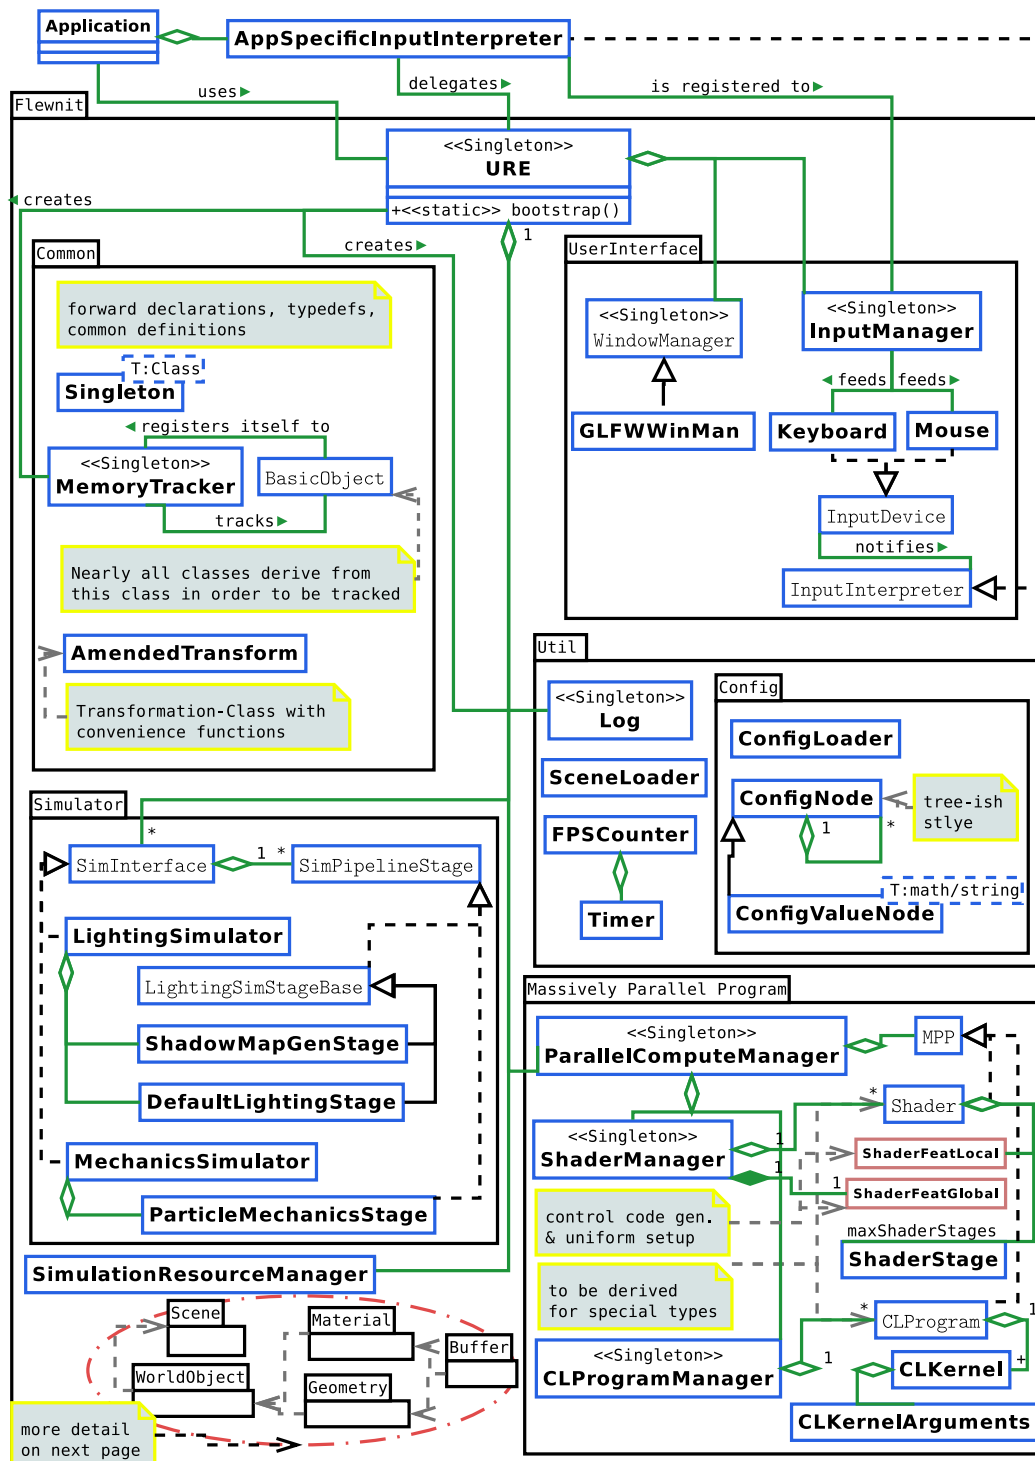 Application
AppSpecificInputInterpreter
uses
delegates
is registered to
Flewnit
<<Singleton>>
URE
+<<static>> bootstrap()
creates
creates
1
Common
forward declarations, typedefs,
common definitions
T:Class
Singleton
registers itself to
<<Singleton>>
MemoryTracker
BasicObject
tracks
Nearly all classes derive from
this class in order to be tracked
AmendedTransform
Transformation-Class with
convenience functions
UserInterface
<<Singleton>>
WindowManager
<<Singleton>>
InputManager
feeds
feeds
GLFWWinMan
Keyboard
Mouse
InputDevice
notifies
InputInterpreter
Util
<<Singleton>>
Log
SceneLoader
FPSCounter
Timer
Config
ConfigLoader
ConfigNode
1
*
tree-ish
stlye
T:math/string
ConfigValueNode
Simulator
*
SimInterface
1
*
SimPipelineStage
LightingSimulator
LightingSimStageBase
ShadowMapGenStage
DefaultLightingStage
MechanicsSimulator
ParticleMechanicsStage
Massively Parallel Program
<<Singleton>>
ParallelComputeManager
MPP
*
Shader
<<Singleton>>
ShaderManager
1
1
ShaderFeatLocal
1
ShaderFeatGlobal
control code gen.
& uniform setup
maxShaderStages
ShaderStage
to be derived
for special types
*
CLProgram
1
<<Singleton>>
CLProgramManager
1
CLKernel
+
CLKernelArguments
SimulationResourceManager
Scene
Material
Buffer
WorldObject
Geometry
more detail
on next page